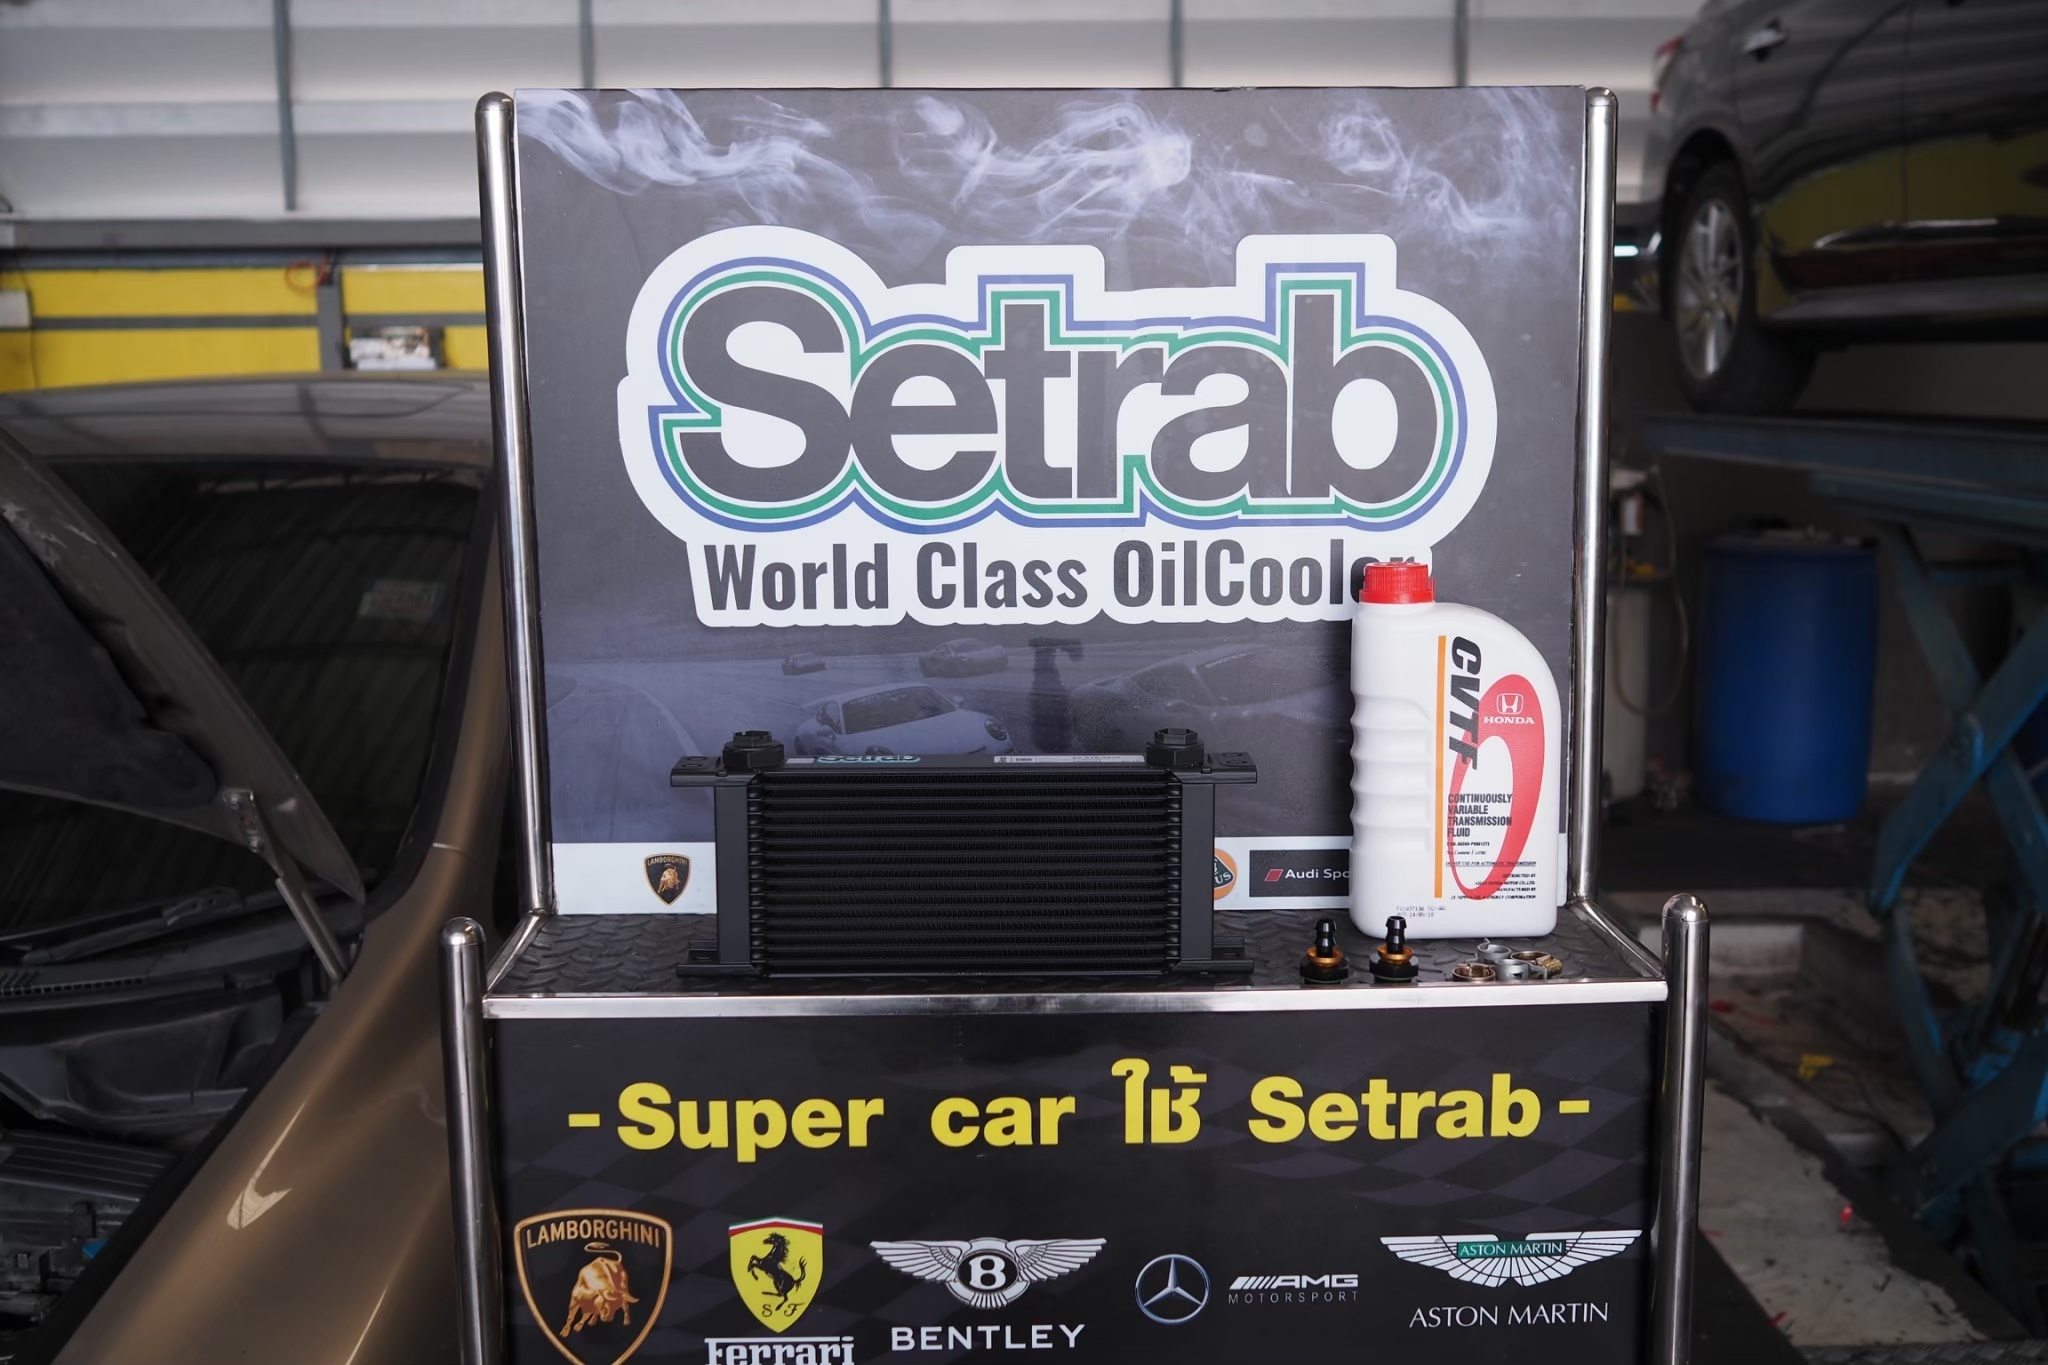 Setrab
World Class OilCooler
Setrab
CVTF
HONDA
CONTINUOUSLY
VARIABLE
TRANSMISSION
FLUID
LAMBORGHINI
Audi Spo
-Super car ใช้ Setrab-
LAMBORGHINI
S F
Ferrari
B
BENTLEY
AMG
MOTORSPORT
ASTON MARTIN
ASTON MARTIN